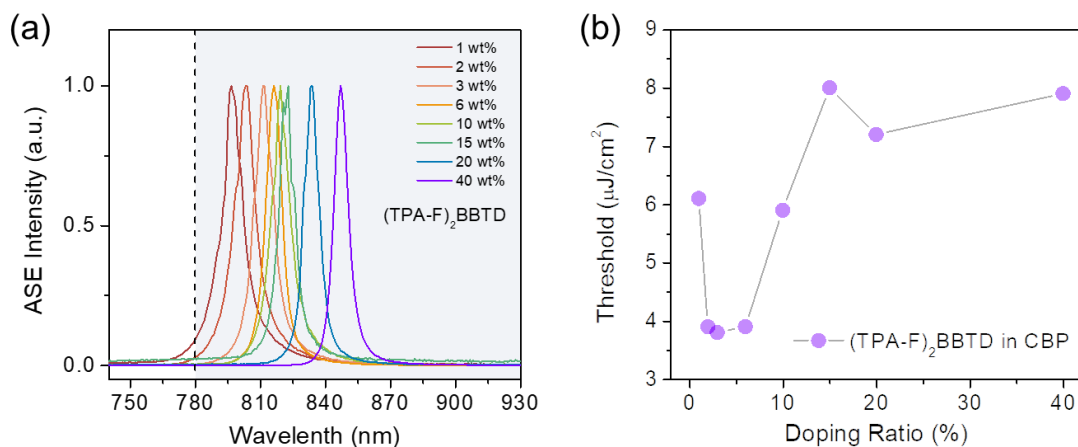 (a)
ASE Intensity (a.u.)
1.0
0.5
0.0
750 780 810 840 870 900 930
Wavelenth (nm)
1 wt%
2 wt%
3 wt%
6 wt%
10 wt%
15 wt%
20 wt%
40 wt%
(TPA-F)2BBTD
(b)
Threshold (μJ/cm2)
9
8
7
6
5
4
3
0 10 20 30 40
Doping Ratio (%)
(TPA-F)2BBTD in CBP